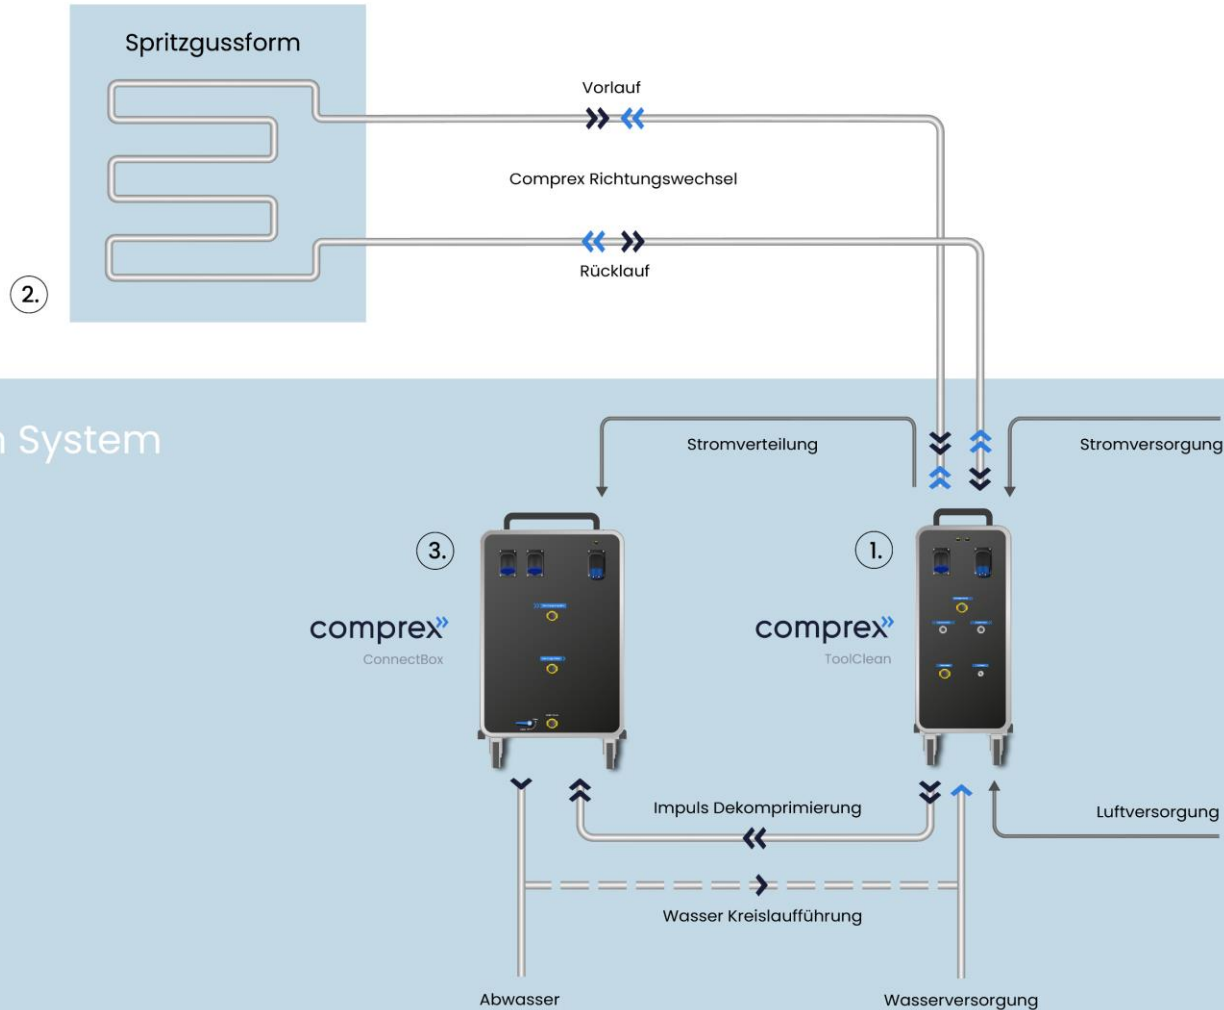 Spritzgussform
Vorlauf
Comprex Richtungswechsel
Rücklauf
2.
System
Stromverteilung
Stromversorgung
3.
1.
comprex
ConnectBox
comprex
ToolClean
Impuls Dekomprimierung
Luftversorgung
Wasser Kreislaufführung
Abwasser
Wasserversorgung